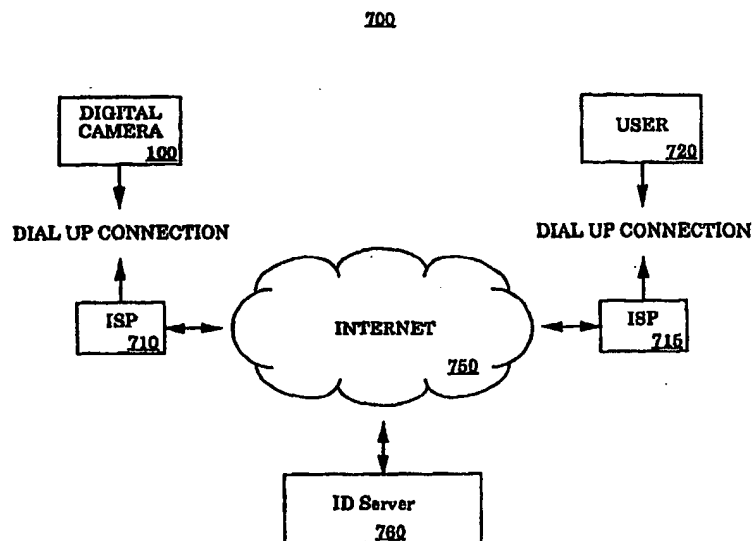 700
DIGITAL
CAMERA
100
USER
720
DIAL UP CONNECTION
DIAL UP CONNECTION
ISP
710
INTERNET
750
ISP
715
ID Server
760